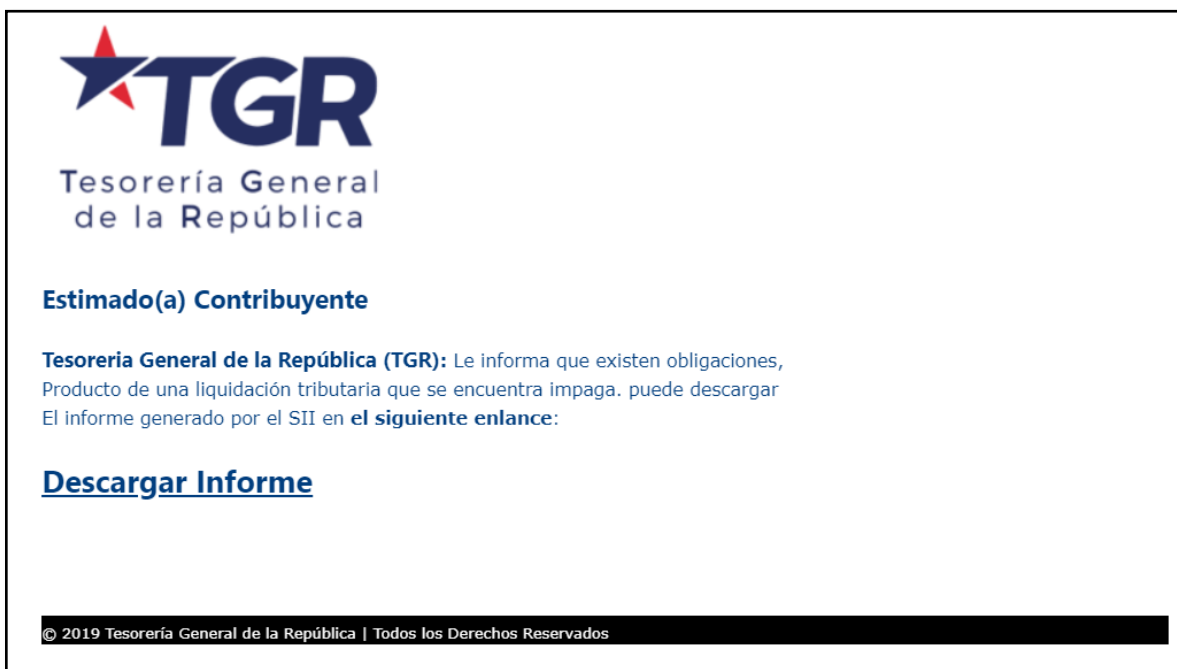 TGR
Tesorería General
de la República
Estimado(a) Contribuyente
Tesoreria General de la República (TGR): Le informa que existen obligaciones,
Producto de una liquidación tributaria que se encuentra impaga. puede descargar
El informe generado por el SII en el siguiente enlance:
Descargar Informe
© 2019 Tesorería General de la República | Todos los Derechos Reservados